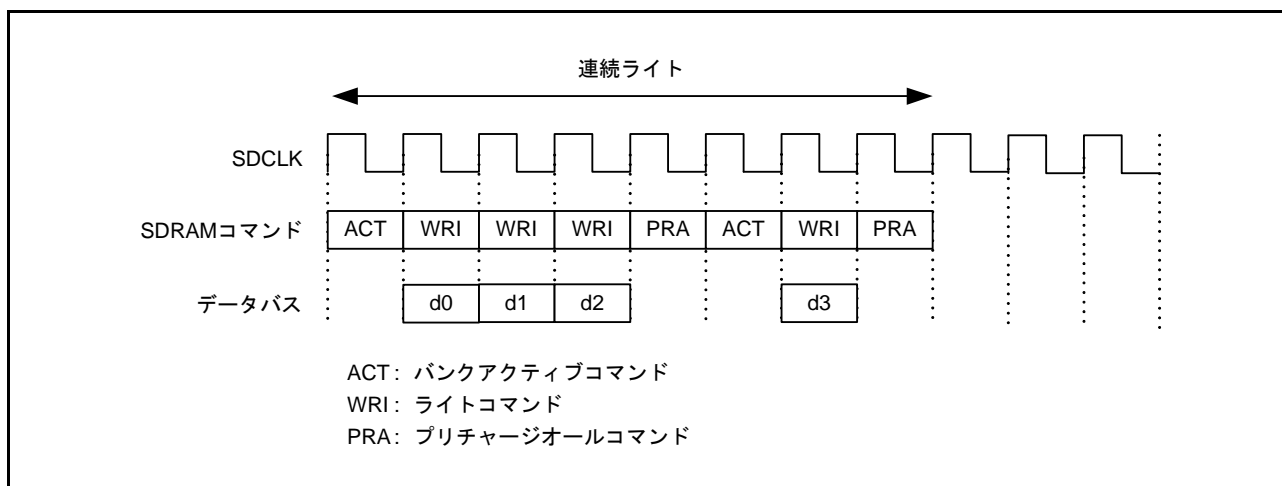 連続ライト
SDCLK
SDRAMコマンド ACT WRI WRI WRI PRA ACT WRI PRA
データバス d0 d1 d2 d3
ACT: バンクアクティブコマンド
WRI: ライトコマンド
PRA: プリチャージオールコマンド